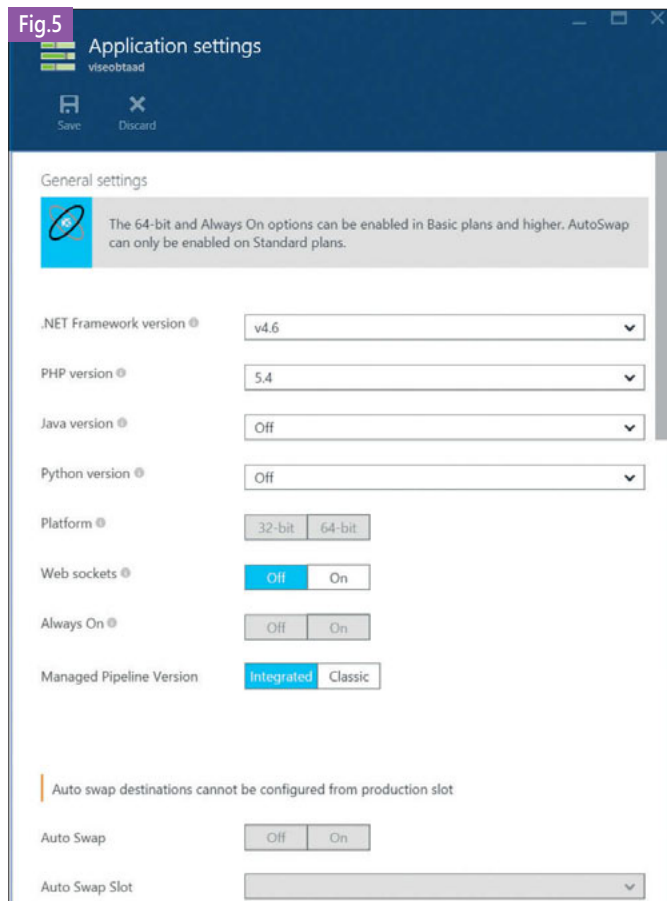 Fig.5
Application settings
viseobtaad
Save Discard
General settings
The 64-bit and Always On options can be enabled in Basic plans and higher. AutoSwap
can only be enabled on Standard plans.
.NET Framework version v4.6
PHP version 5.4
Java version Off
Python version Off
Platform 32-bit 64-bit
Web sockets Off On
Always On Off On
Managed Pipeline Version Integrated Classic
Auto swap destinations cannot be configured from production slot
Auto Swap Off On
Auto Swap Slot